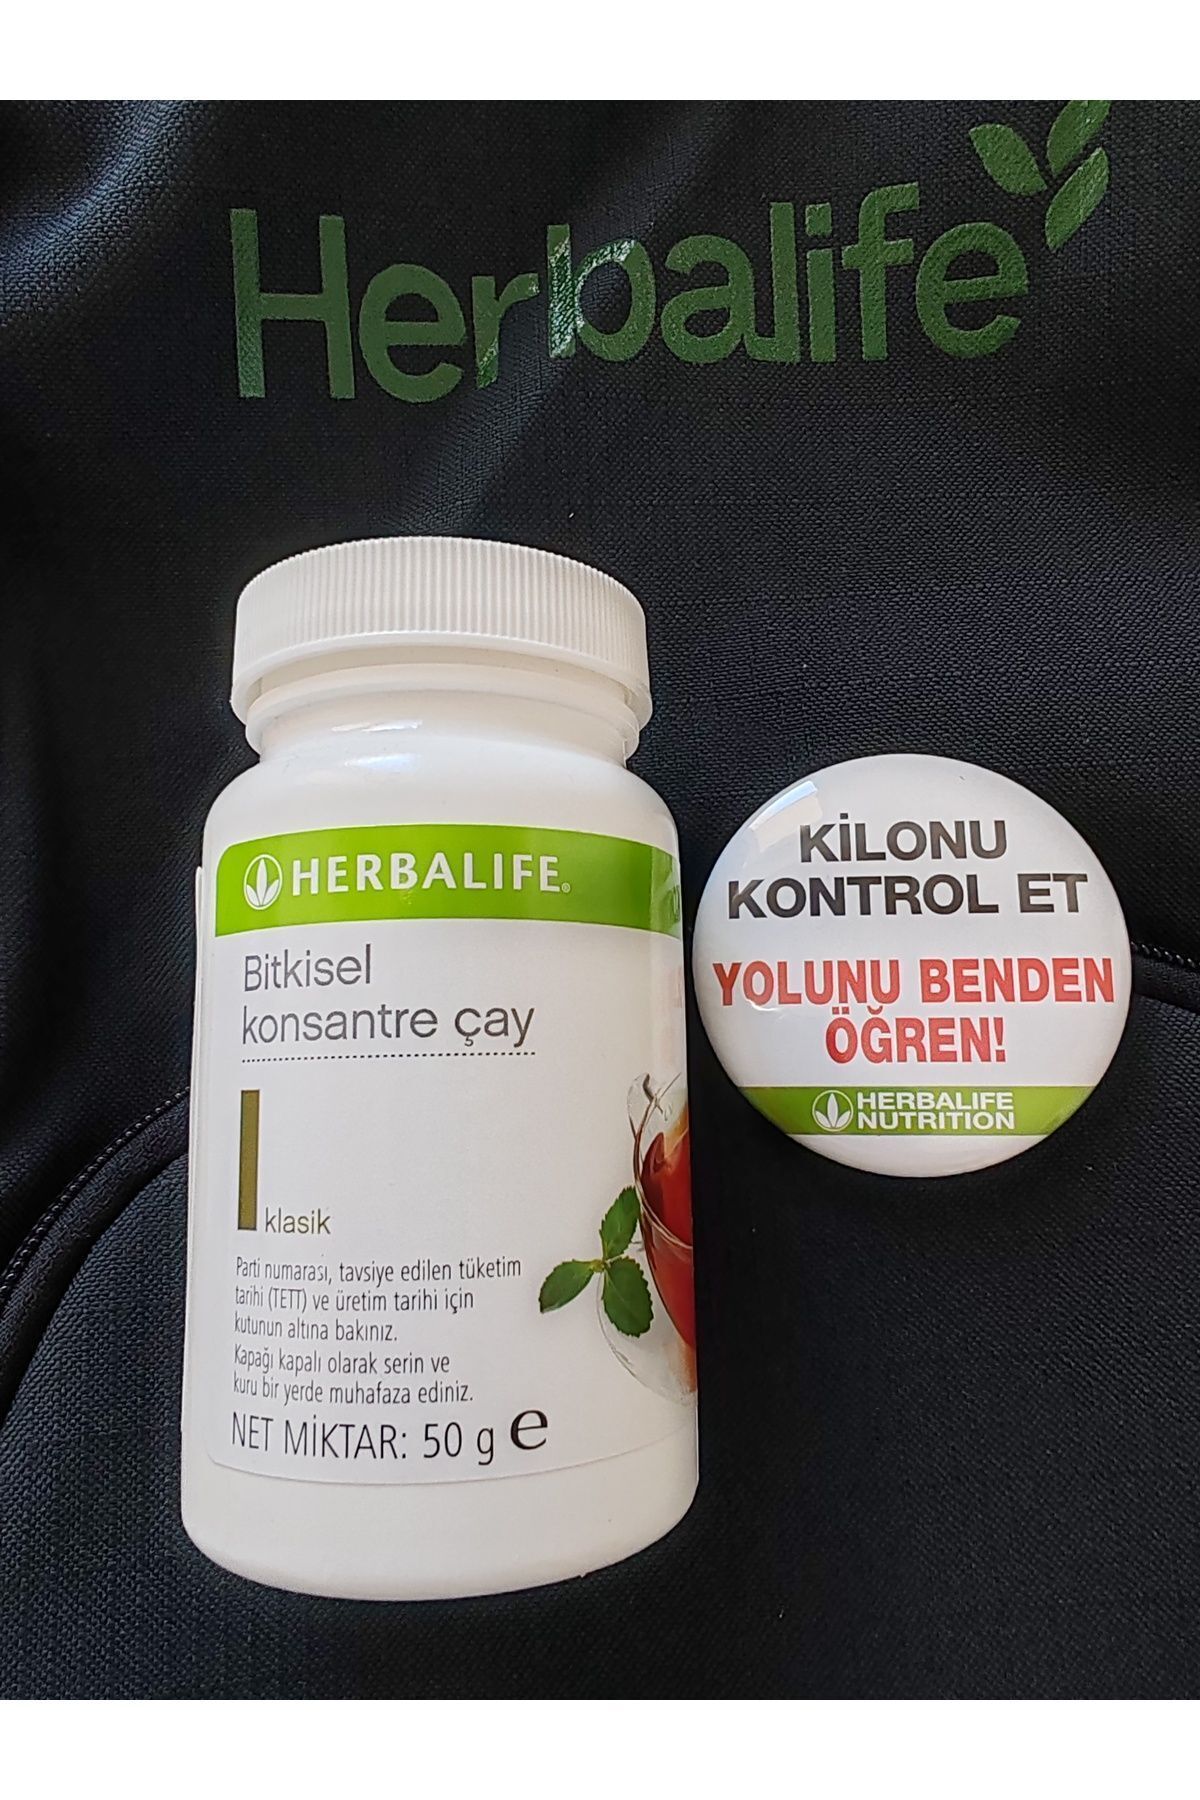 Herbalife
HERBALIFE®
Bitkisel
konsantre çay
klasik
Parti numarası, tavsiye edilen tüketim
tarihi (TETT) ve üretim tarihi için
kutunun altına bakınız.
Kapağı kapalı olarak serin ve
kuru bir yerde muhafaza ediniz.
NET MİKTAR: 50 g e
KİLONU
KONTROL ET
YOLUNU BENDEN
ÖĞREN!
HERBALIFE
NUTRITION